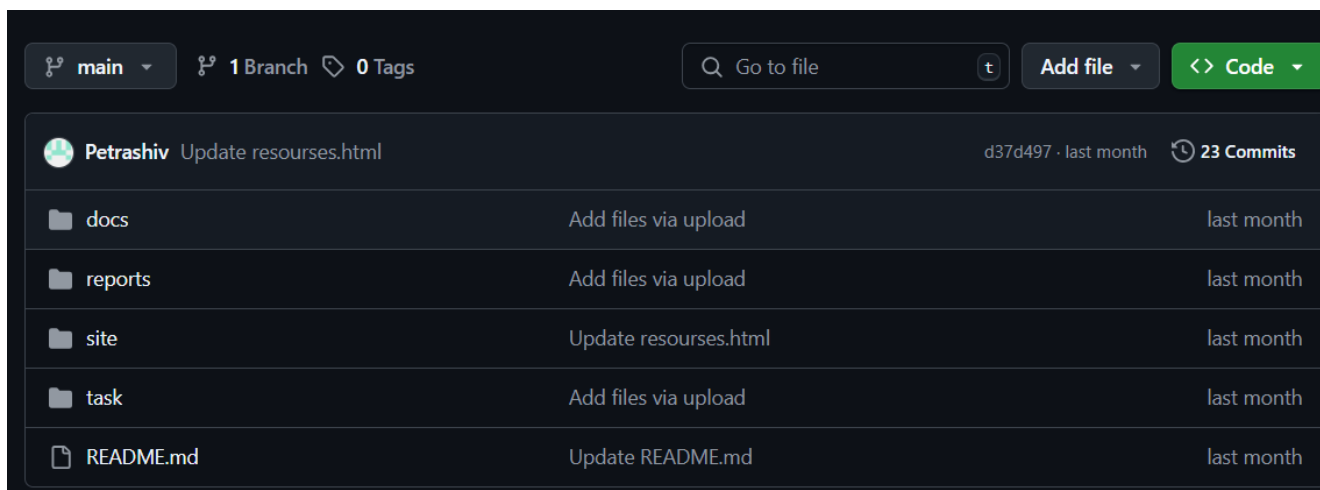 main 1 Branch 0 Tags Go to file t Add file Code
Petrashiv Update resourses.html d37d497 · last month 23 Commits
docs Add files via upload last month
reports Add files via upload last month
site Update resourses.html last month
task Add files via upload last month
README.md Update README.md last month